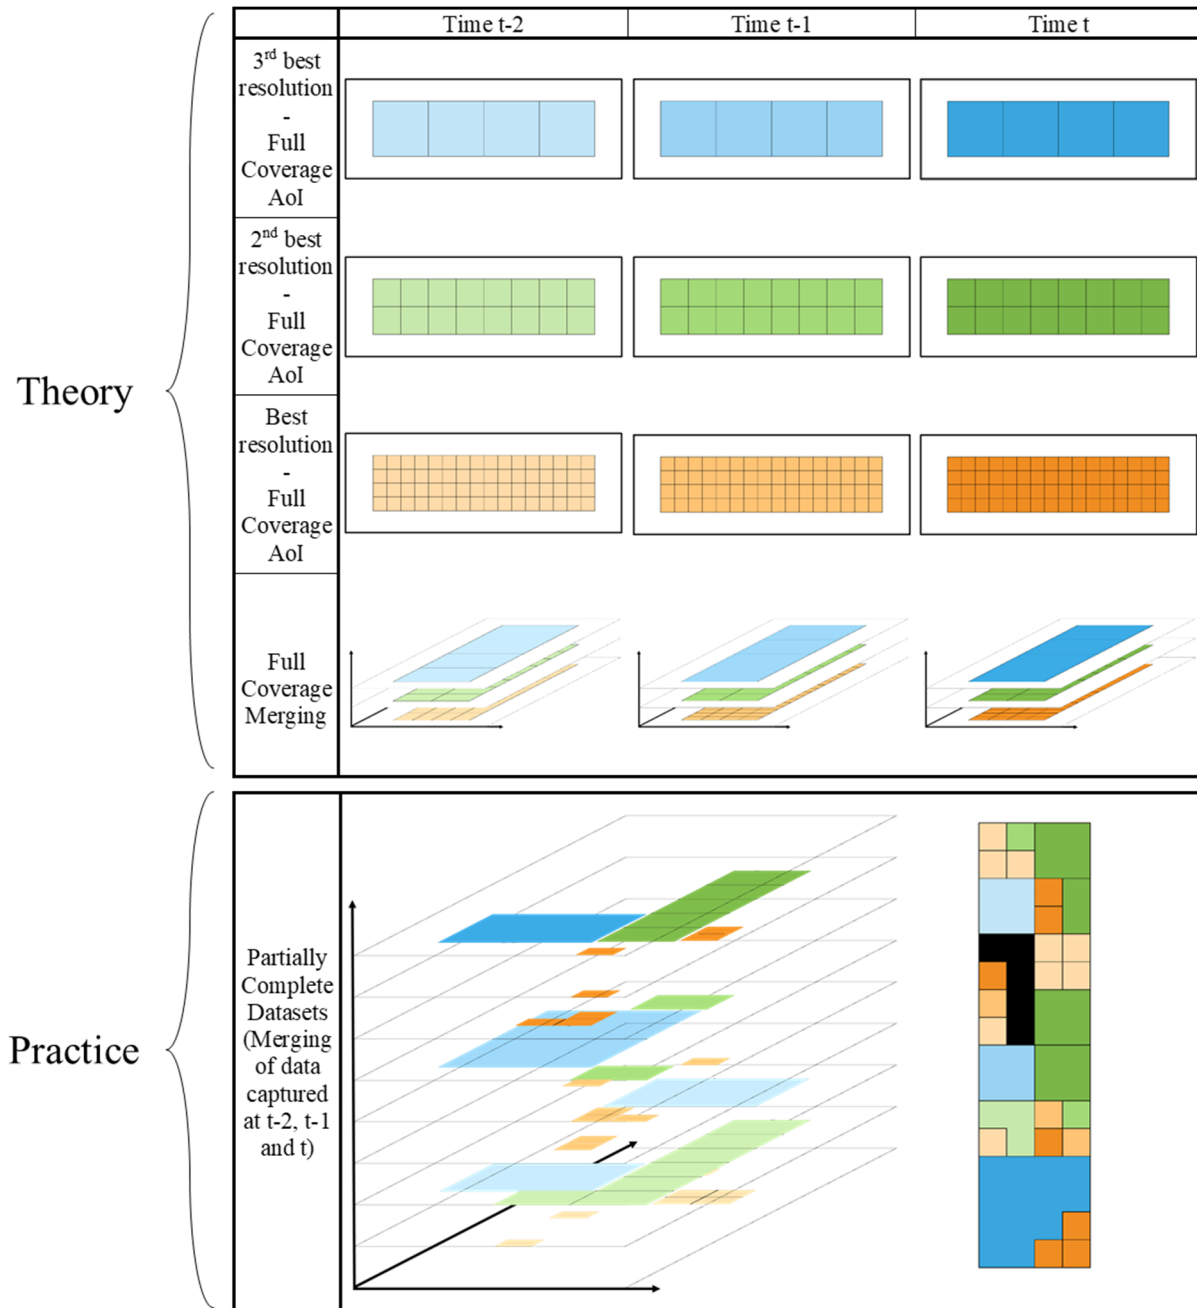 Time t-2
Time t-1
Time t
3rd best
resolution
-
Full
Coverage
AoI
2nd best
resolution
-
Full
Coverage
AoI
Best
resolution
-
Full
Coverage
AoI
Full
Coverage
Merging
Theory
Partially
Complete
Datasets
(Merging
of data
captured
at t-2, t-1
and t)
Practice